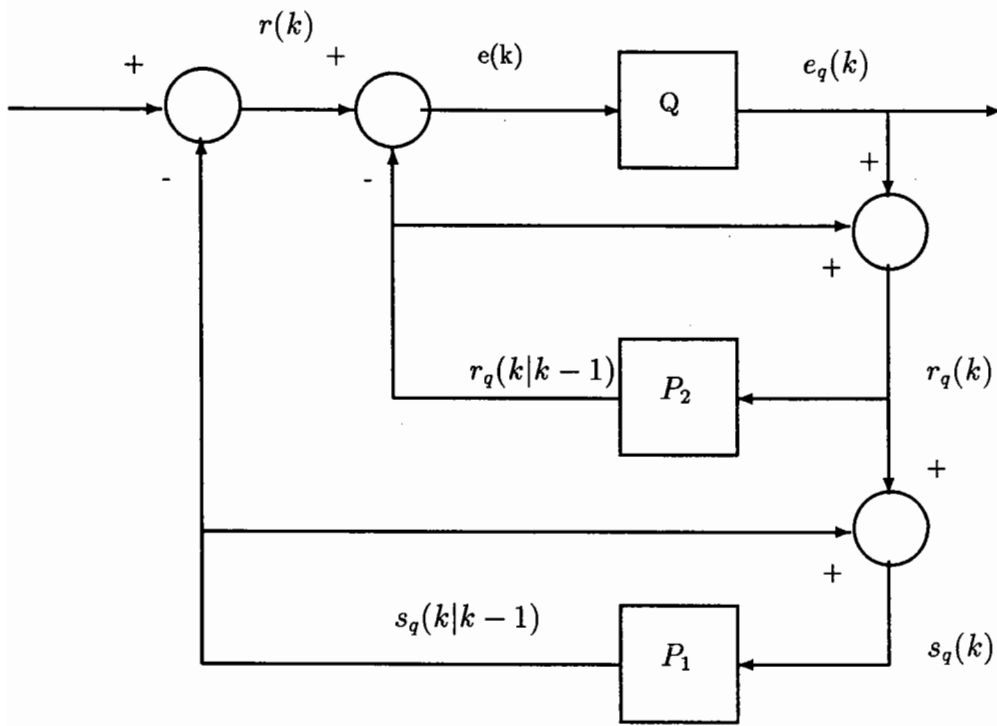 r(k)
+
+
e(k)
e_q(k)
Q
-
-
+
+
r_q(k|k − 1)
P_2
r_q(k)
+
+
s_q(k|k − 1)
P_1
s_q(k)